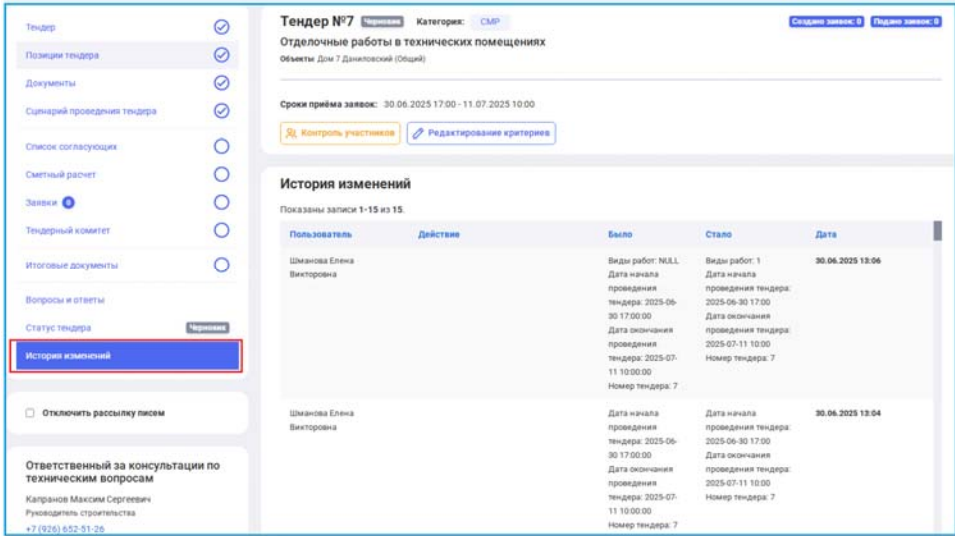 Тендер
Позиции тендера
Документы
Сценарий проведения тендера
Список согласующих
Сметный расчет
Заявки 0
Тендерный комитет
Итоговые документы
Вопросы и ответы
Статус тендера Черновик
История изменений
Отключить рассылку писем
Ответственный за консультации по
техническим вопросам
Капранов Максим Сергеевич
Руководитель строительства
+7 (926) 652-51-26
Тендер №7 Черновик Категория: СМР
Создано заявок: 0 Подано заявок: 0
Отделочные работы в технических помещениях
Объекты Дом 7 Даниловский (Общий)
Сроки приёма заявок: 30.06.2025 17:00 - 11.07.2025 10:00
Контроль участников Редактирование критериев
История изменений
Показаны записи 1-15 из 15.
Пользователь Действие Было Стало Дата
Шманова Елена
Викторовна
Виды работ: NULL
Дата начала
проведения
тендера: 2025-06-
30 17:00:00
Дата окончания
проведения
тендера: 2025-07-
11 10:00:00
Номер тендера: 7
Виды работ: 1
Дата начала
проведения тендера:
2025-06-30 17:00
Дата окончания
проведения тендера:
2025-07-11 10:00
Номер тендера: 7
30.06.2025 13:06
Шманова Елена
Викторовна
Дата начала
проведения
тендера: 2025-06-
30 17:00:00
Дата окончания
проведения
тендера: 2025-07-
11 10:00:00
Номер тендера: 7
Дата начала
проведения тендера:
2025-06-30 17:00
Дата окончания
проведения тендера:
2025-07-11 10:00
Номер тендера: 7
30.06.2025 13:04